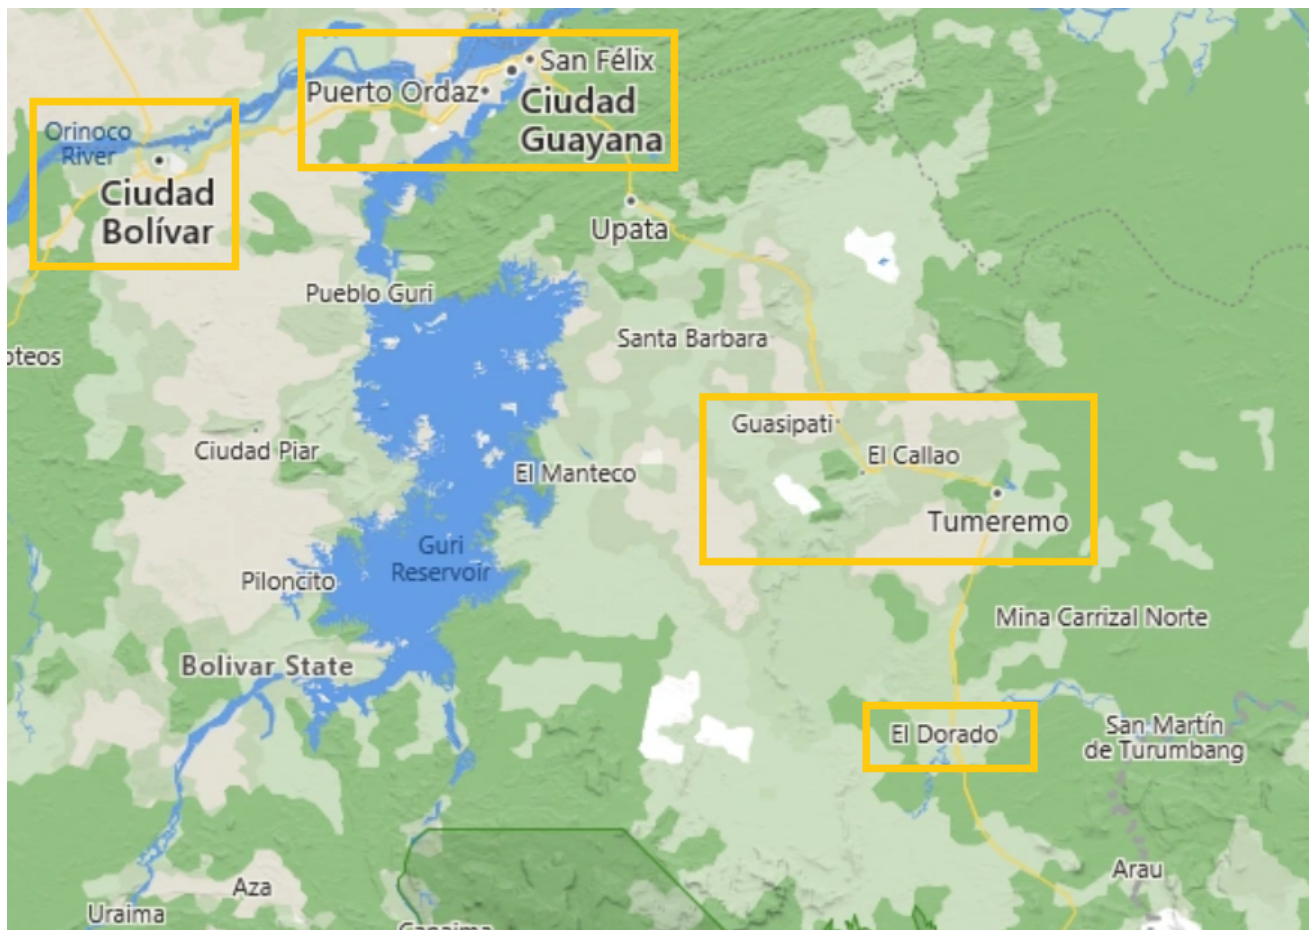 San Félix
Puerto Ordaz
Ciudad
Guayana
Orinoco
River
Ciudad
Bolívar
Upata
Pueblo Guri
Santa Barbara
oteos
Guasipati
Ciudad Piar
El Callao
El Manteco
Tumeremo
Guri
Reservoir
Piloncito
Mina Carrizal Norte
Bolivar State
El Dorado
San Martín
de Turumbang
Arau
Aza
Uraima
Canaima